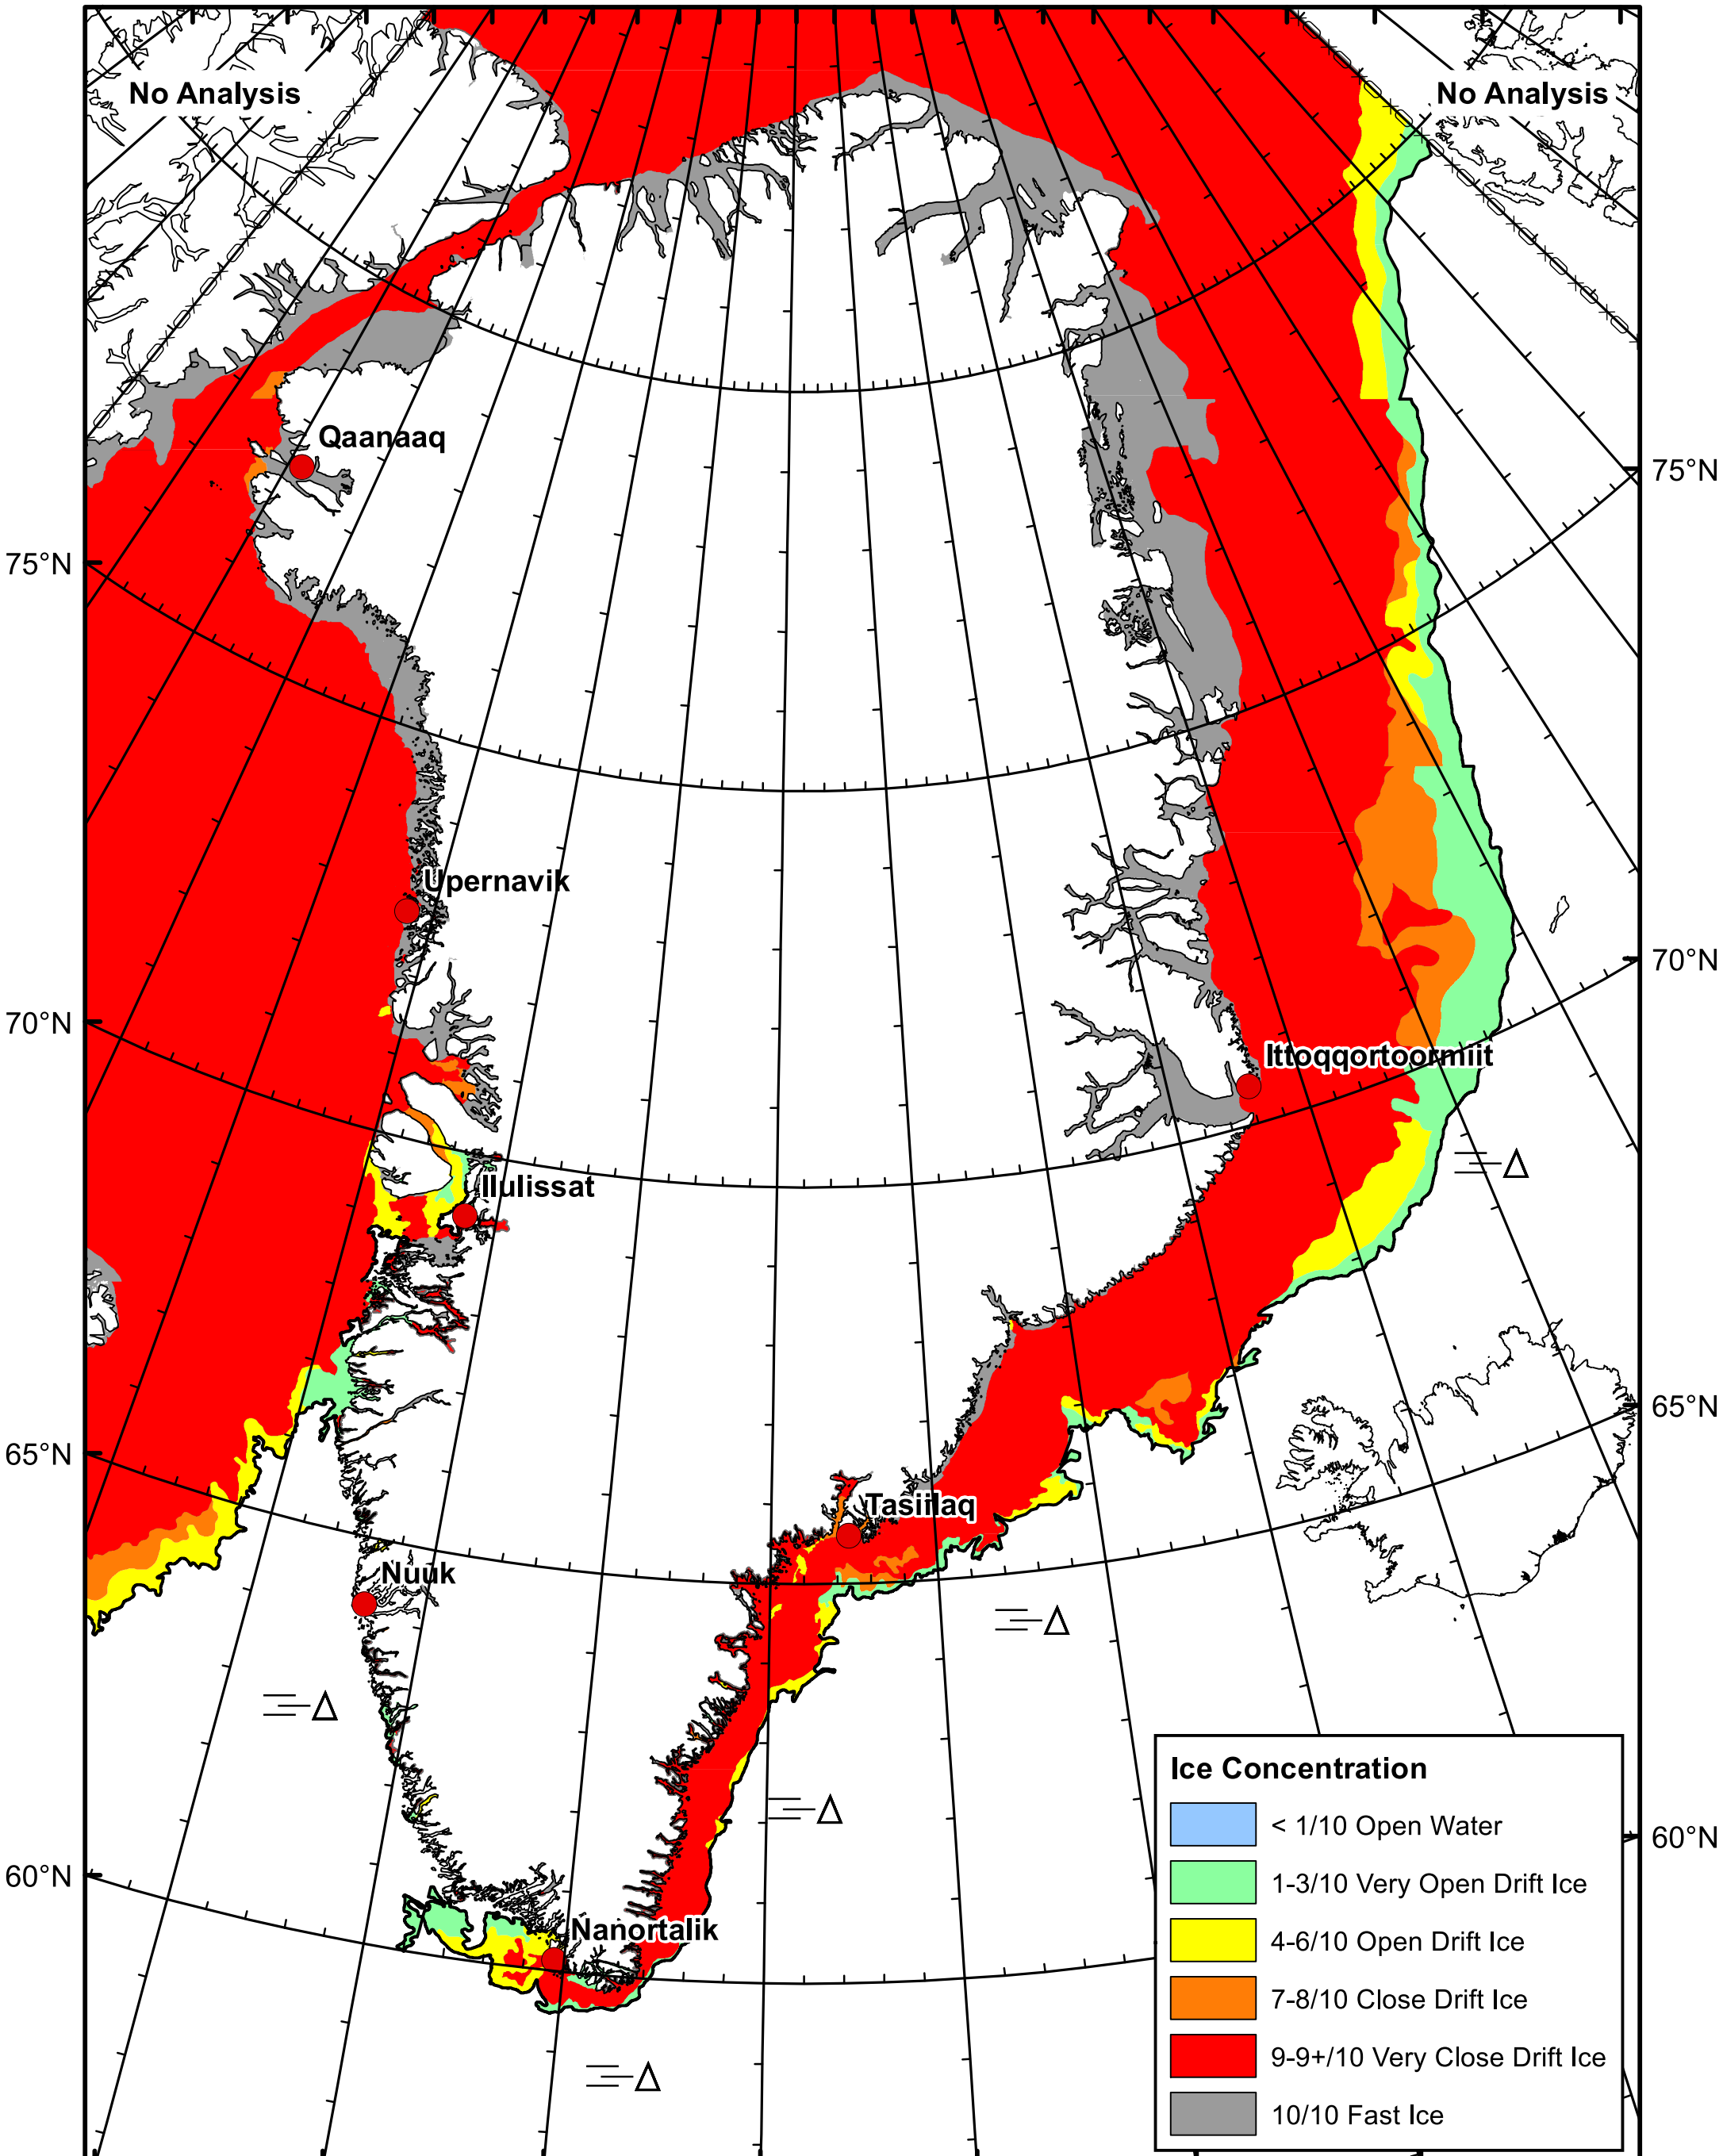 No Analysis
No Analysis
Qaanaaq
75°N
75°N
Upernavik
70°N
70°N
Ittoqqortoormiit
Ilulissat
65°N
65°N
Tasiilaq
Nuuk
60°N
60°N
Nanortalik
Ice Concentration
< 1/10 Open Water
1-3/10 Very Open Drift Ice
4-6/10 Open Drift Ice
7-8/10 Close Drift Ice
9-9+/10 Very Close Drift Ice
10/10 Fast Ice